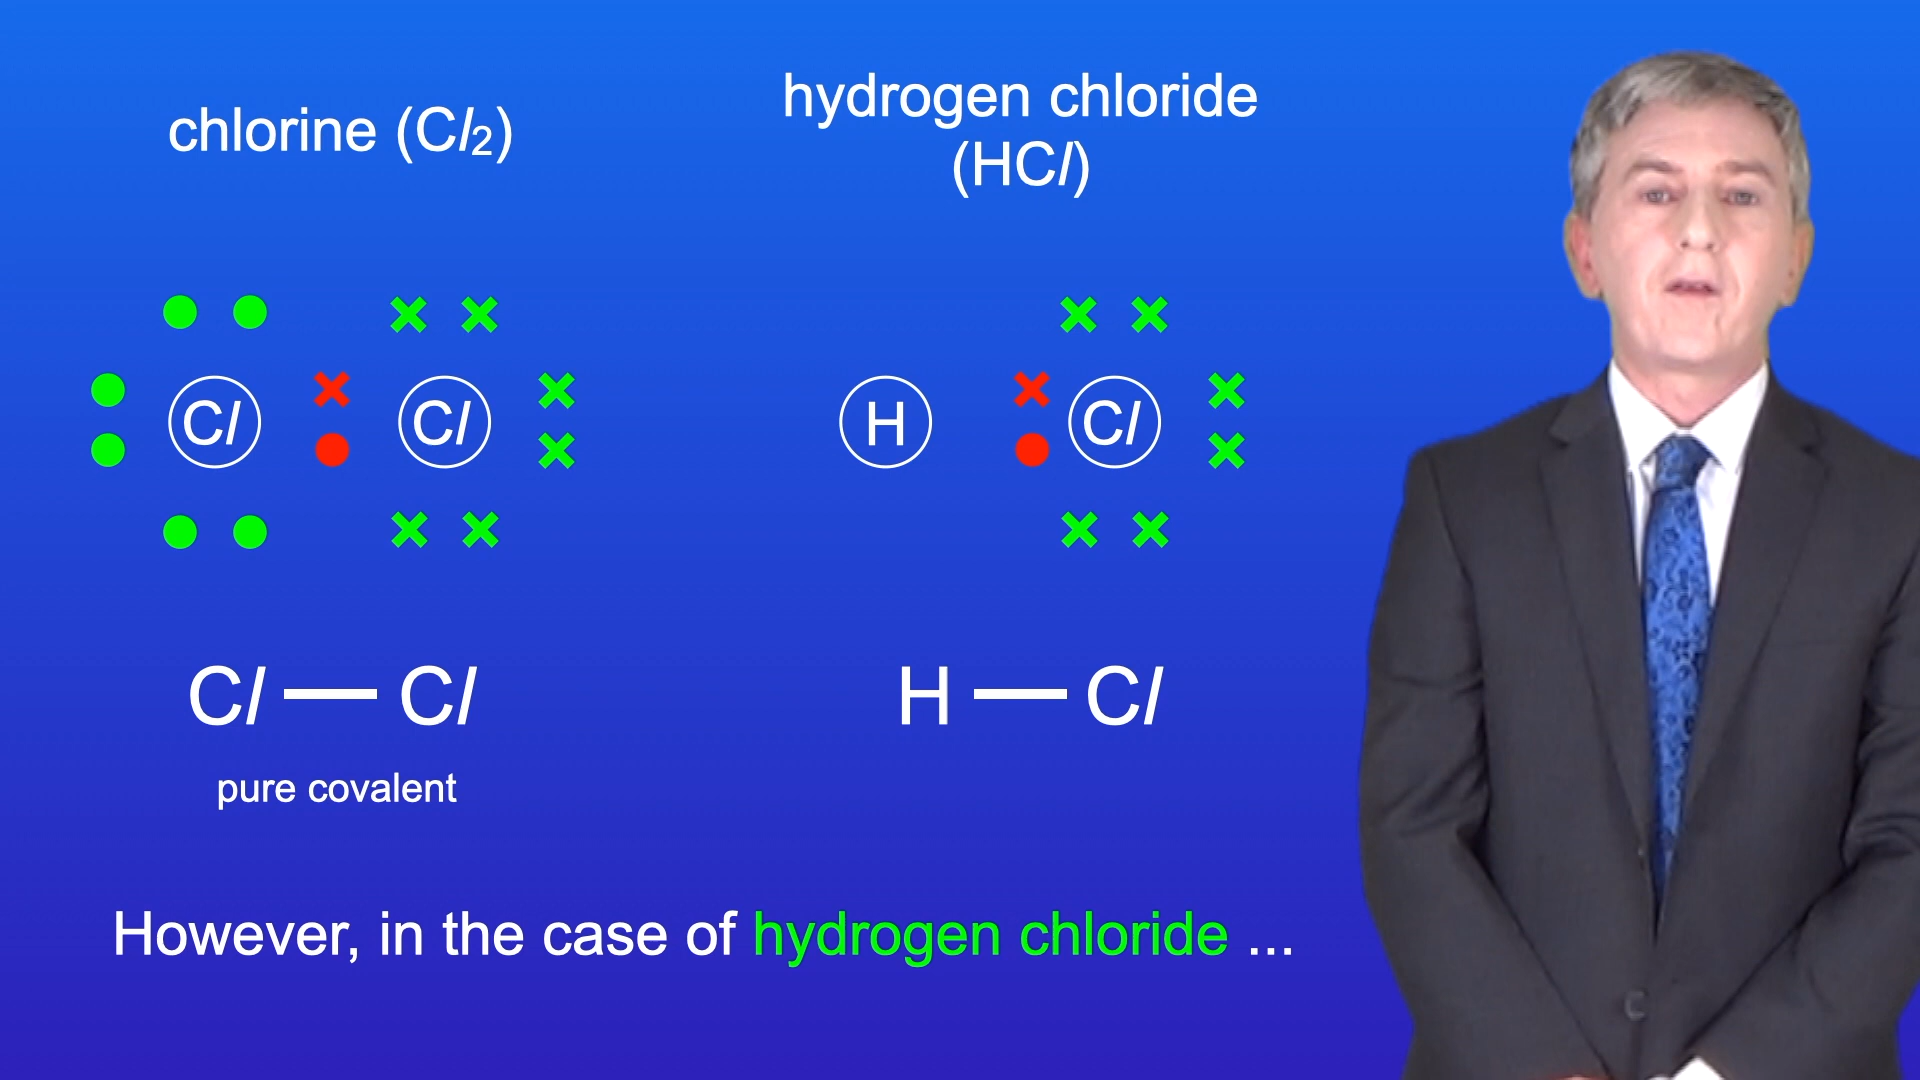 chlorine (Cl₂)
hydrogen chloride
(HCl)
Cl Cl
H Cl
Cl — Cl
H — Cl
pure covalent
However, in the case of hydrogen chloride ...